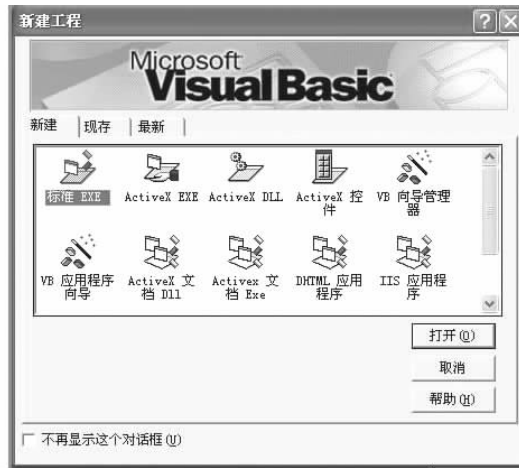 新建工程
Microsoft
Visual Basic
新建 现存 最新
标准 EXE ActiveX EXE ActiveX DLL ActiveX 控件 VB 向导管理器
VB 应用程序向导 ActiveX 文档 Dll Activex 文档 Exe DHTML 应用程序 IIS 应用程序
打开(O)
取消
帮助(H)
不再显示这个对话框(U)